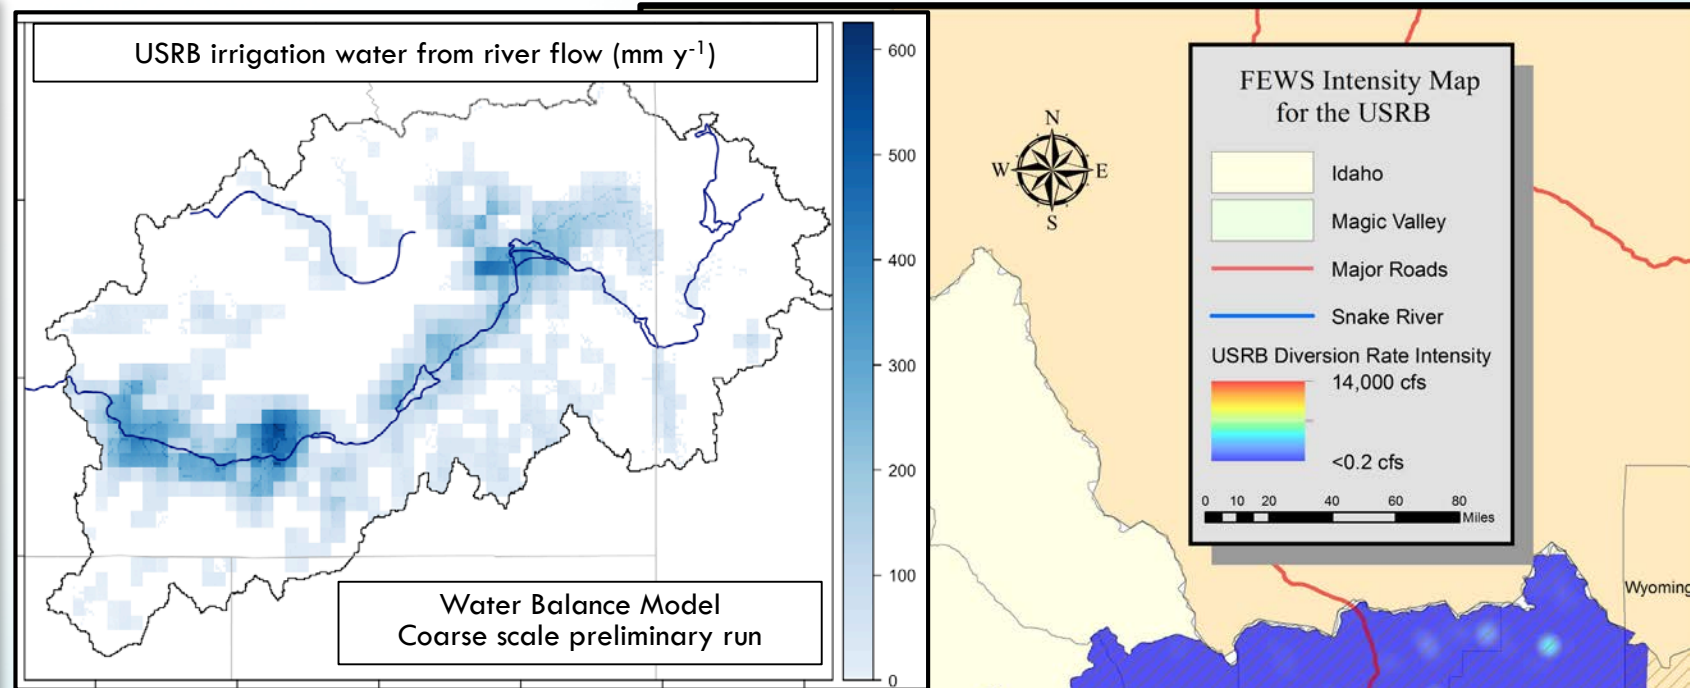 USRB irrigation water from river flow (mm y-1)
600
500
400
300
200
100
0
Water Balance Model
Coarse scale preliminary run
N
W
E
S
FEWS Intensity Map
for the USRB
Idaho
Magic Valley
Major Roads
Snake River
USRB Diversion Rate Intensity
14,000 cfs
<0.2 cfs
0 10 20 40 60 80
Miles
Wyoming